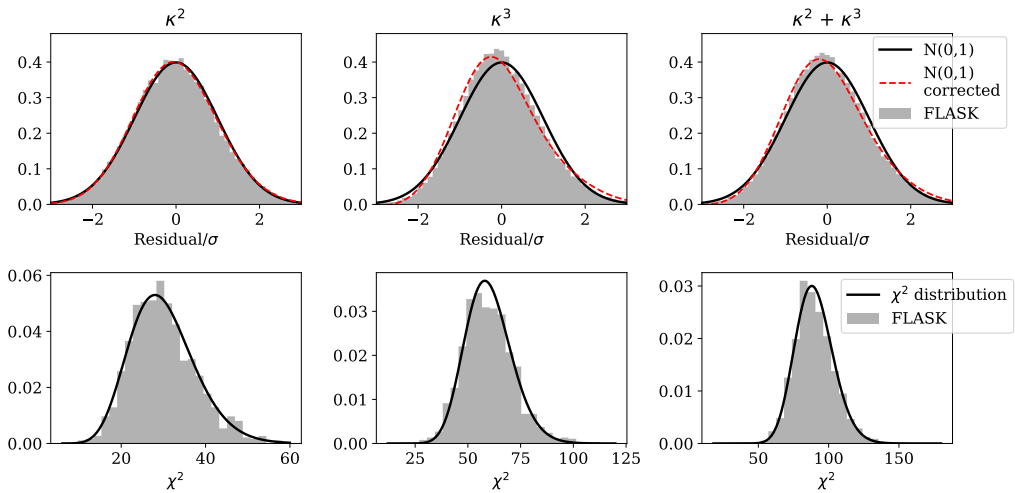 κ² κ³ κ² + κ³
0.4 0.4 0.4
0.3 0.3 0.3
0.2 0.2 0.2
0.1 0.1 0.1
0.0 0.0 0.0
N(0,1)
N(0,1)
corrected
FLASK
−2 0 2 −2 0 2 −2 0 2
Residual/σ Residual/σ Residual/σ
0.06
0.04
0.02
0.00
0.03 0.03
0.02 0.02
0.01 0.01
0.00 0.00
χ² distribution
FLASK
20 40 60 25 50 75 100 125 50 100 150
χ² χ² χ²